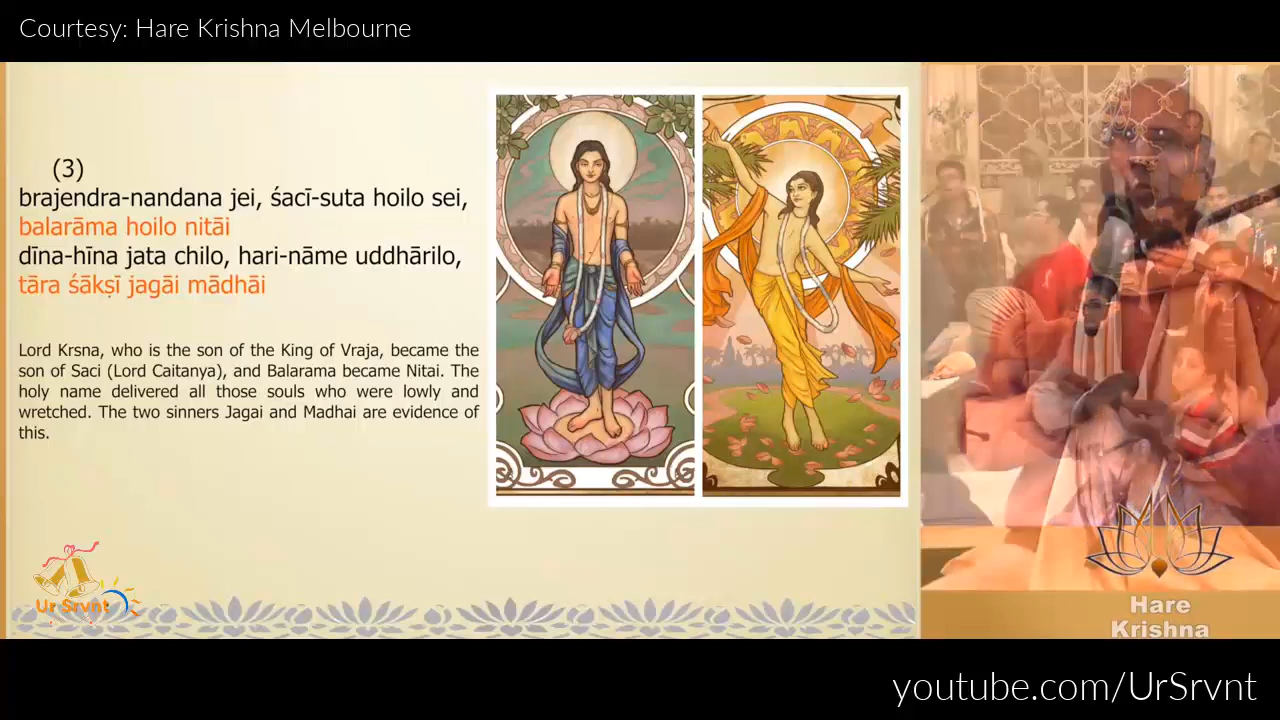 Courtesy: Hare Krishna Melbourne
(3)
brajendra-nandana jei, śacī-suta hoilo sei,
balarāma hoilo nitāi
dīna-hīna jata chilo, hari-nāme uddhārilo,
tāra śākṣī jagāi mādhāi
Lord Krsna, who is the son of the King of Vraja, became the
son of Saci (Lord Caitanya), and Balarama became Nitai. The
holy name delivered all those souls who were lowly and
wretched. The two sinners Jagai and Madhai are evidence of
this.
Ur Srvnt
Hare
Krishna
youtube.com/UrSrvnt